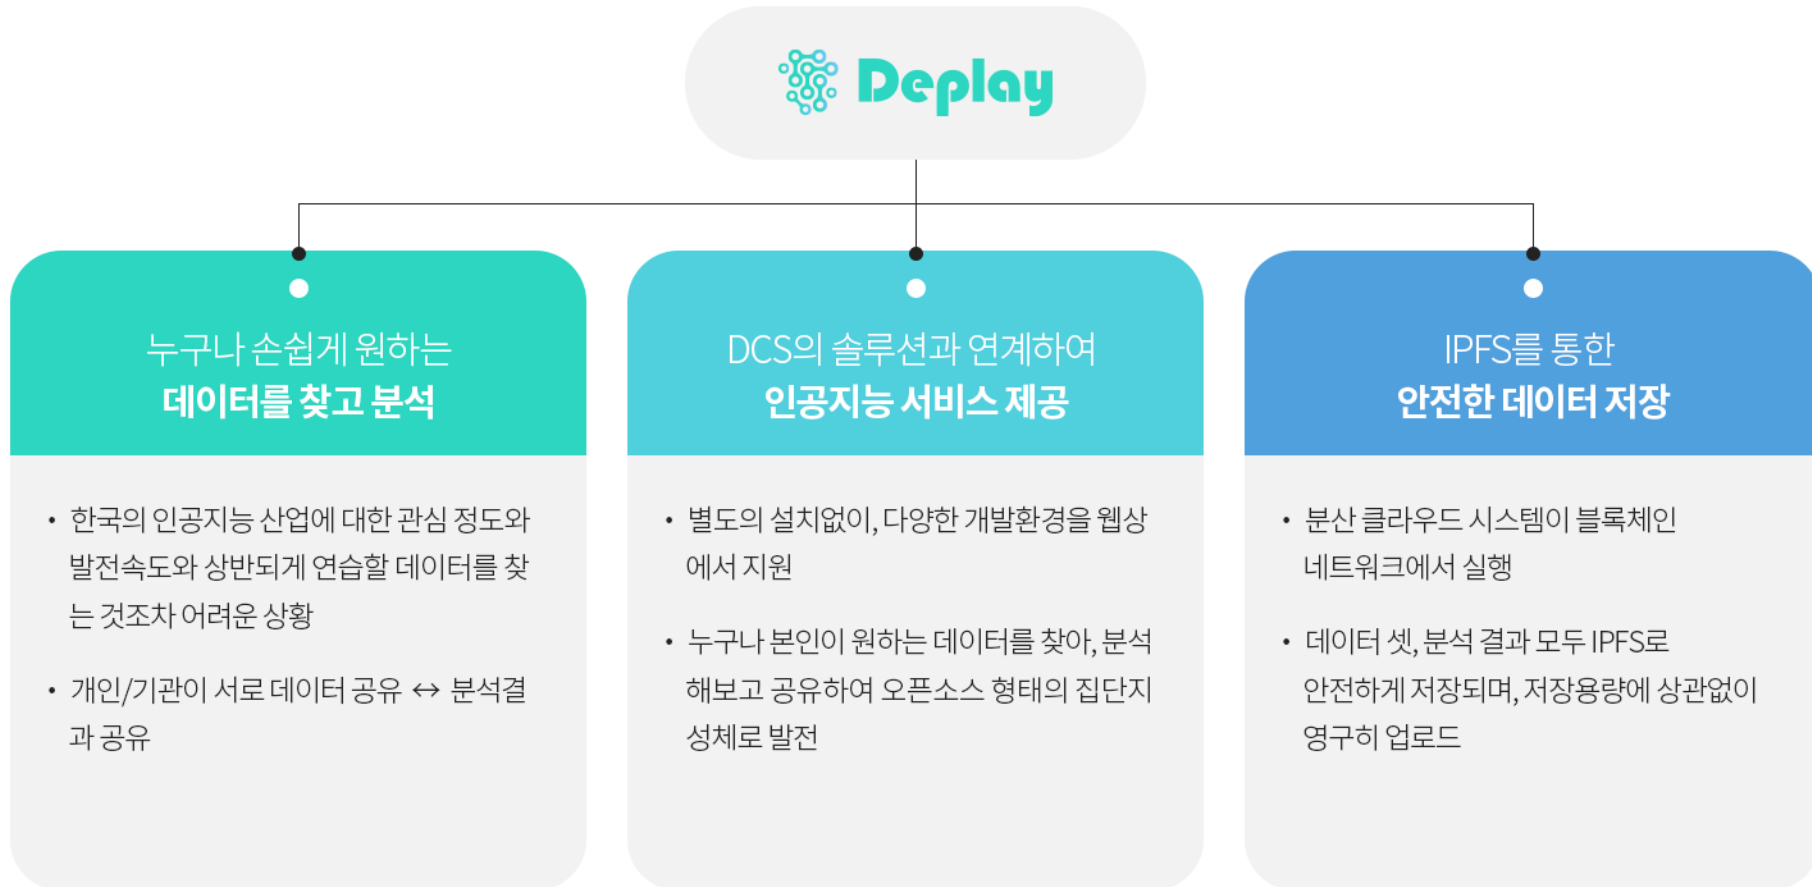 Deplay
누구나 손쉽게 원하는
데이터를 찾고 분석
• 한국의 인공지능 산업에 대한 관심 정도와
발전속도와 상반되게 연습할 데이터를 찾
는 것조차 어려운 상황
• 개인/기관이 서로 데이터 공유 ↔ 분석결
과 공유
DCS의 솔루션과 연계하여
인공지능 서비스 제공
• 별도의 설치없이, 다양한 개발환경을 웹상
에서 지원
• 누구나 본인이 원하는 데이터를 찾아, 분석
해보고 공유하여 오픈소스 형태의 집단지
성체로 발전
IPFS를 통한
안전한 데이터 저장
• 분산 클라우드 시스템이 블록체인
네트워크에서 실행
• 데이터 셋, 분석 결과 모두 IPFS로
안전하게 저장되며, 저장용량에 상관없이
영구히 업로드